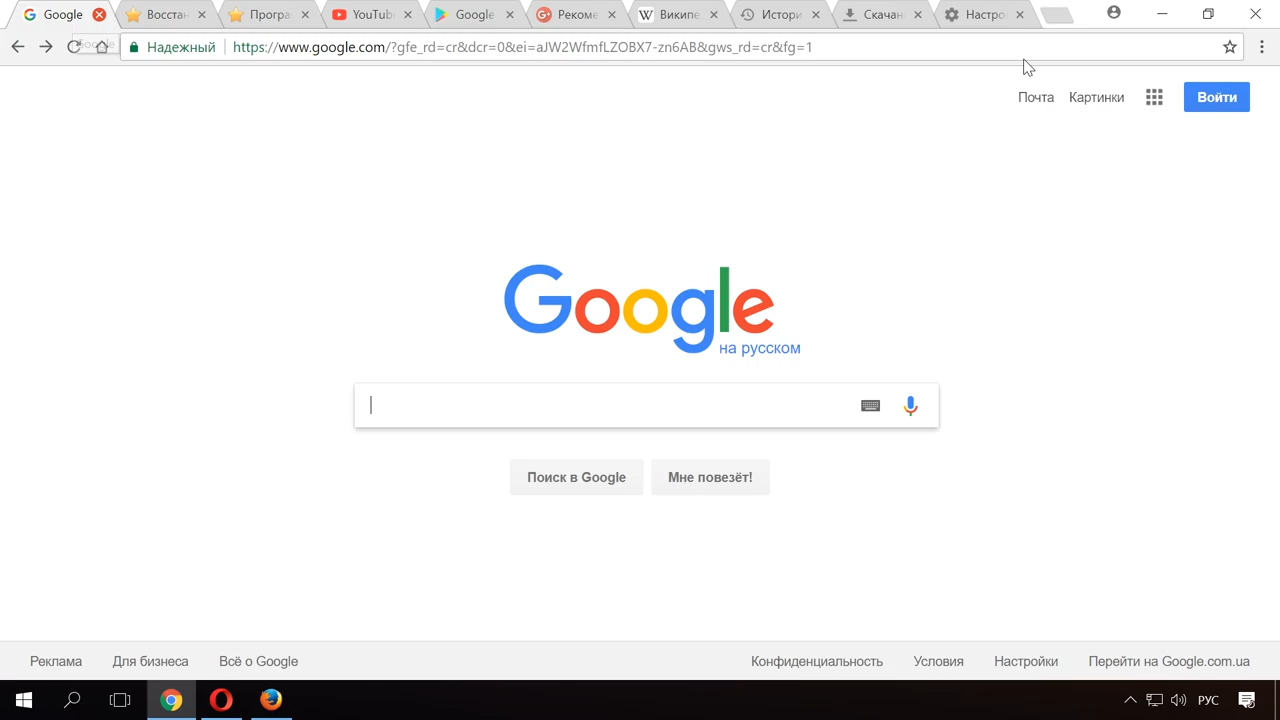 Google
Восстан
Програ
YouTub
Google
Рекоме
Википе
Истори
Скачан
Настро
Надежный
https://www.google.com/?gfe_rd=cr&dcr=0&ei=aJW2WfmfLZOBX7-zn6AB&gws_rd=cr&fg=1
Почта
Картинки
Войти
Google
на русском
Поиск в Google
Мне повезёт!
Реклама
Для бизнеса
Всё о Google
Конфиденциальность
Условия
Настройки
Перейти на Google.com.ua
РУС